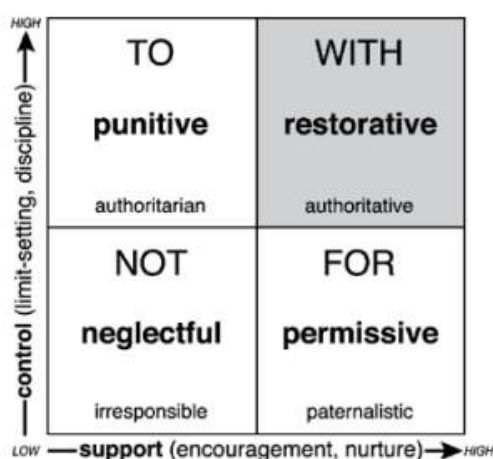 HIGH
control (limit-setting, discipline)
TO
punitive
authoritarian
WITH
restorative
authoritative
NOT
neglectful
irresponsible
FOR
permissive
paternalistic
LOW
support (encouragement, nurture)
HIGH